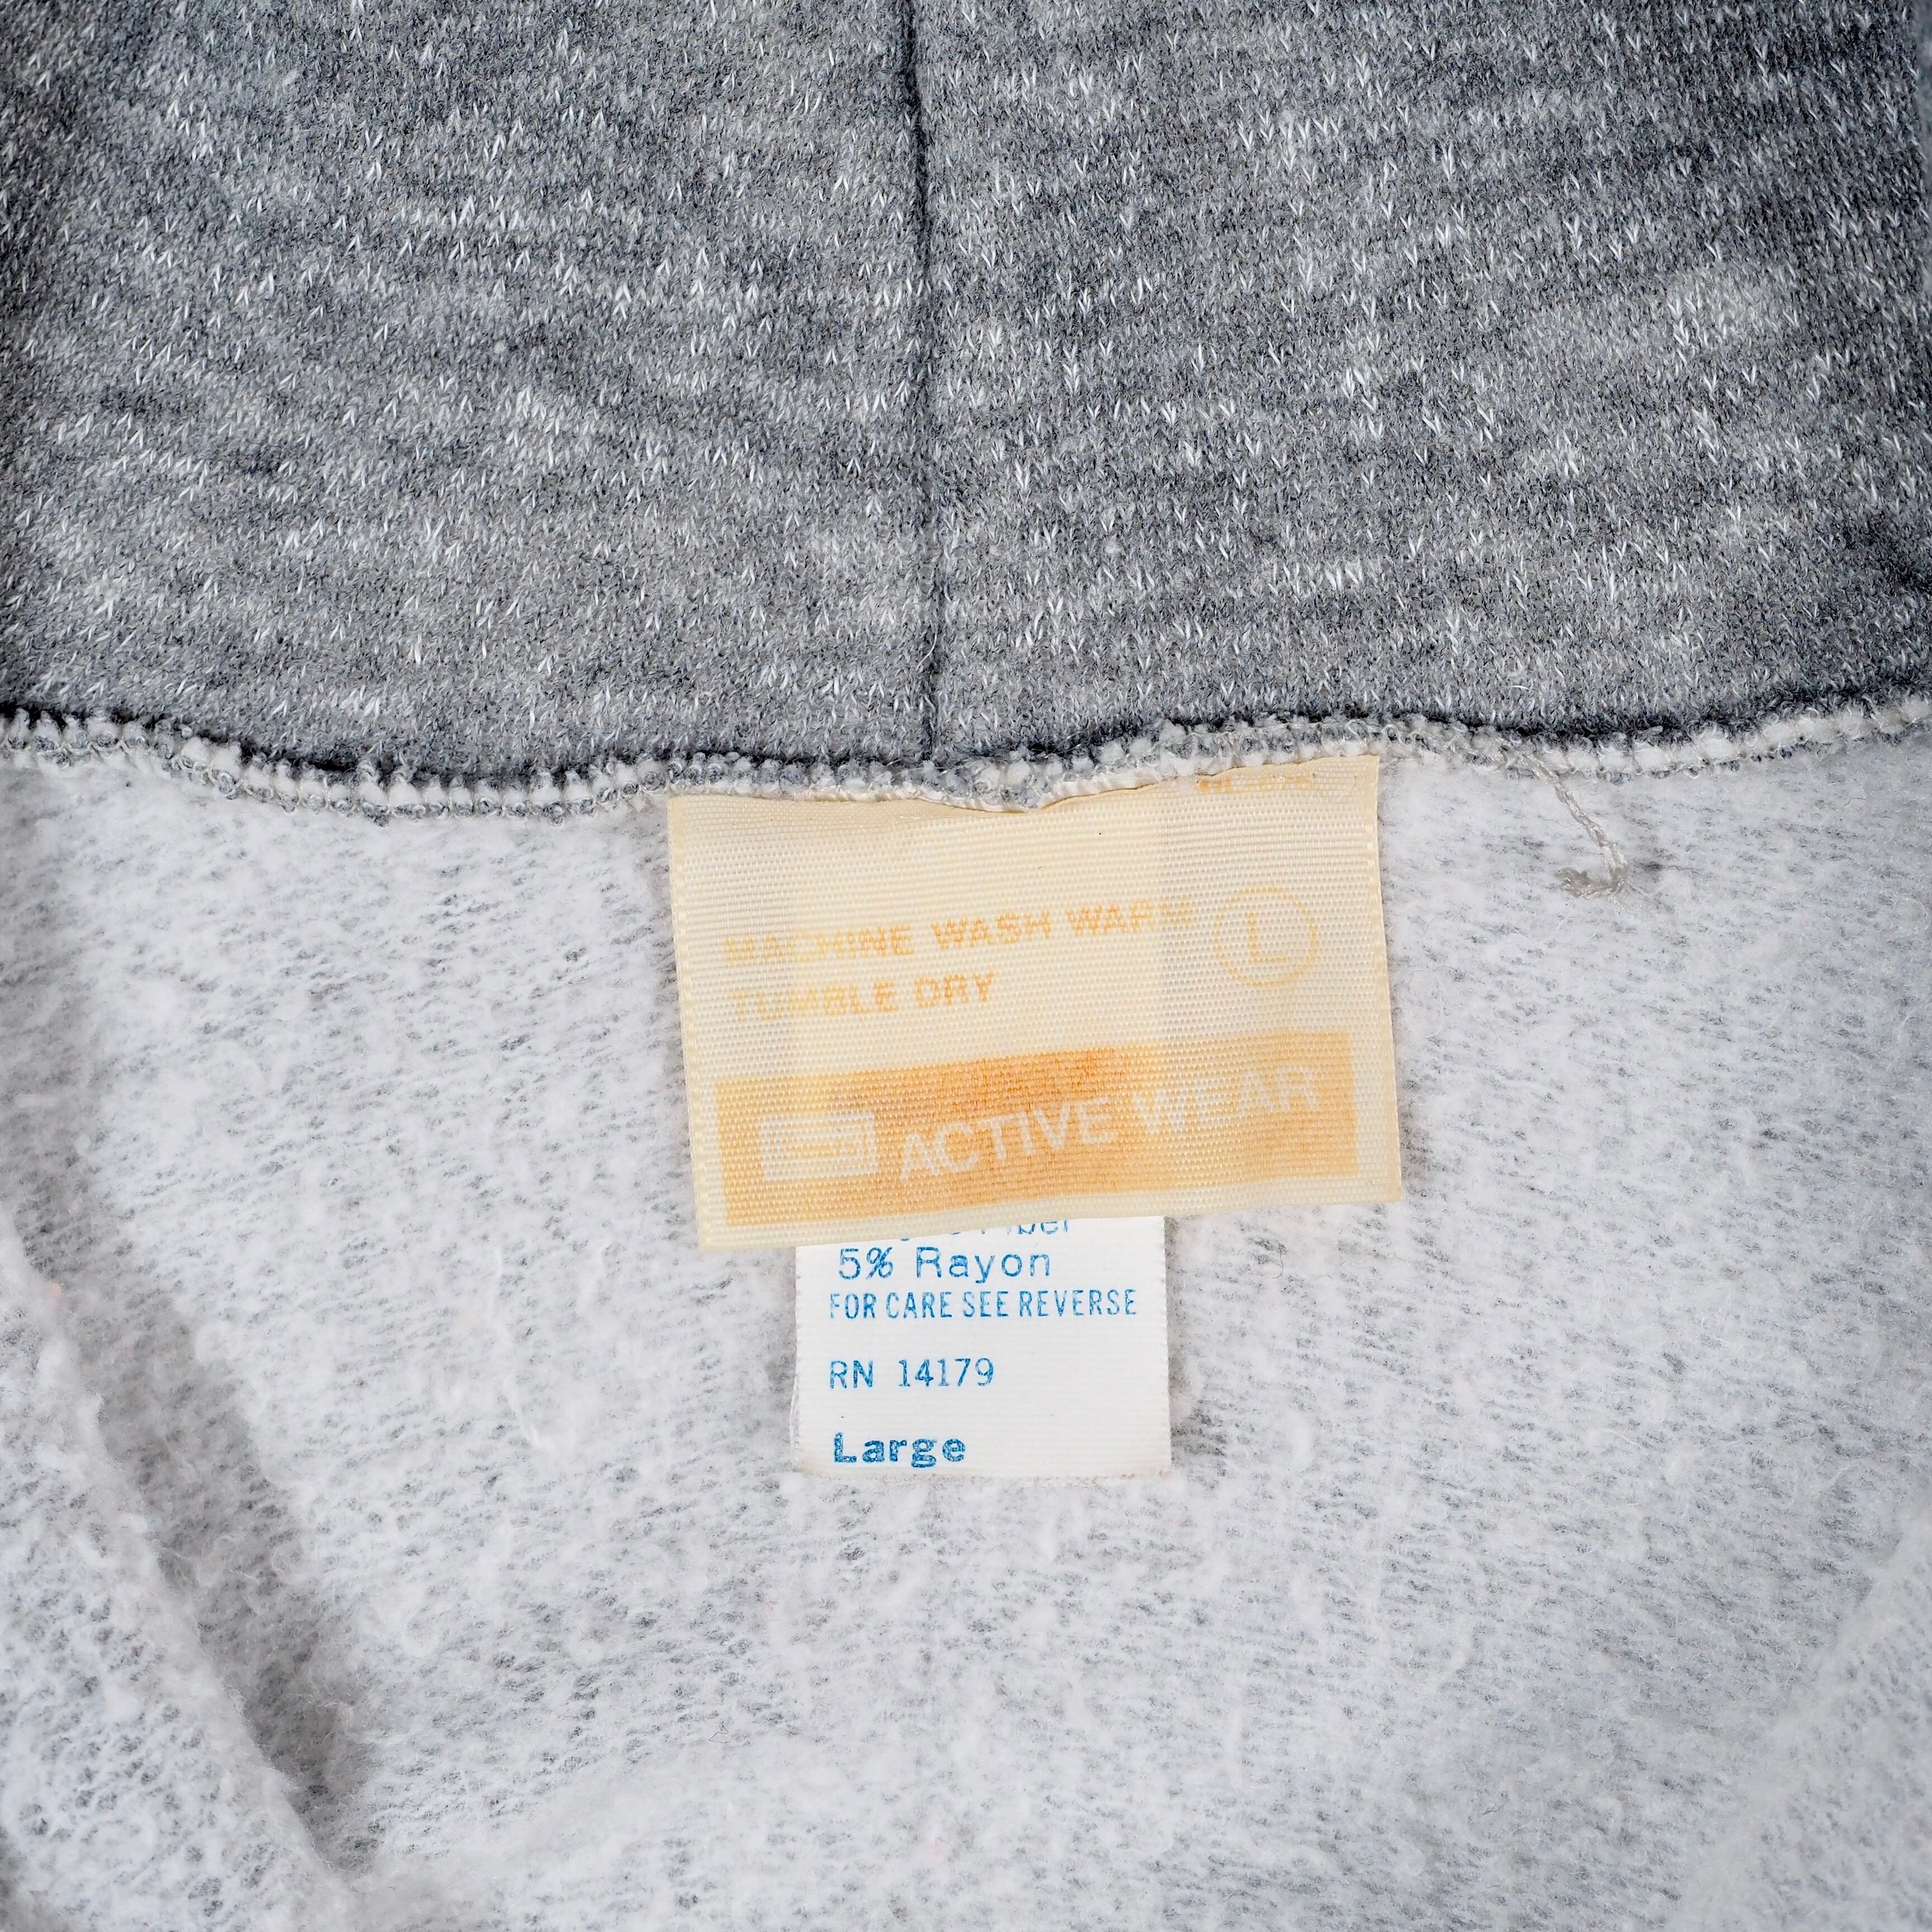 MACHINE WASH WARM L
TUMBLE DRY
ACTIVE WEAR
5% Rayon
FOR CARE SEE REVERSE
RN 14179
Large